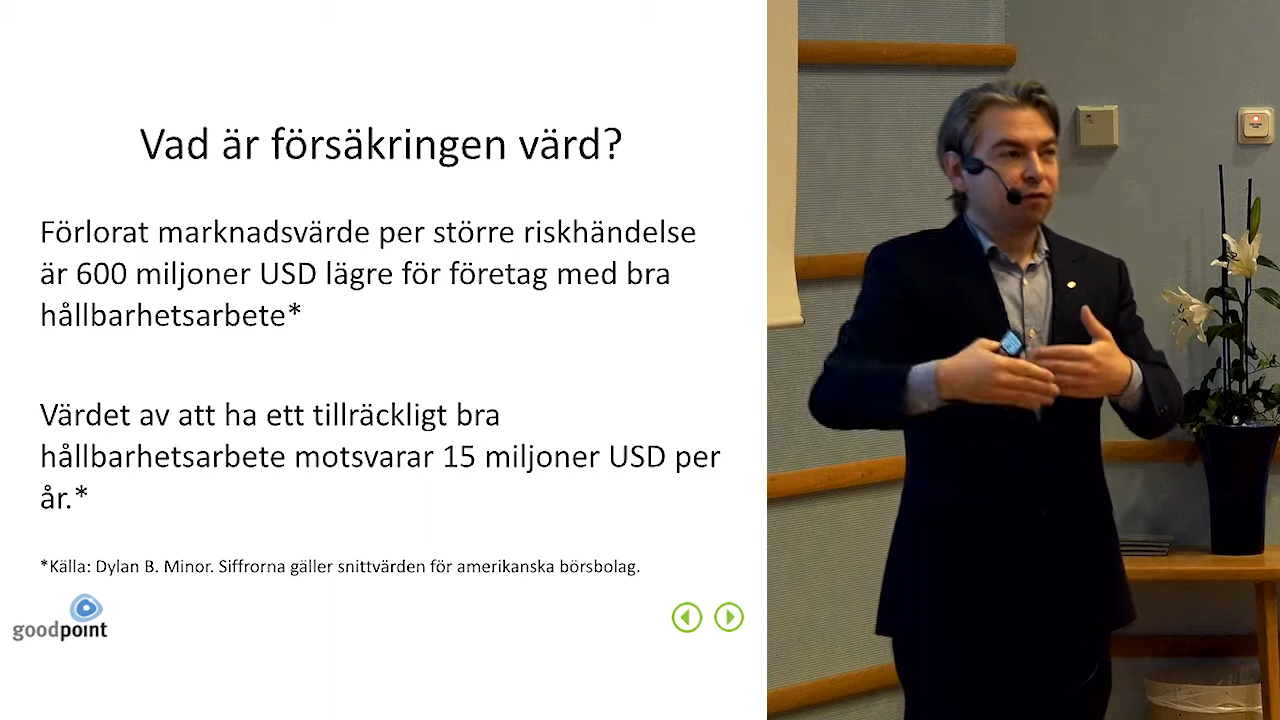 Vad är försäkringen värd?
Förlorat marknadsvärde per större riskhändelse
är 600 miljoner USD lägre för företag med bra
hållbarhetsarbete*
Värdet av att ha ett tillräckligt bra
hållbarhetsarbete motsvarar 15 miljoner USD per
år.*
*Källa: Dylan B. Minor. Siffrorna gäller snittvärden för amerikanska börsbolag.
goodpoint